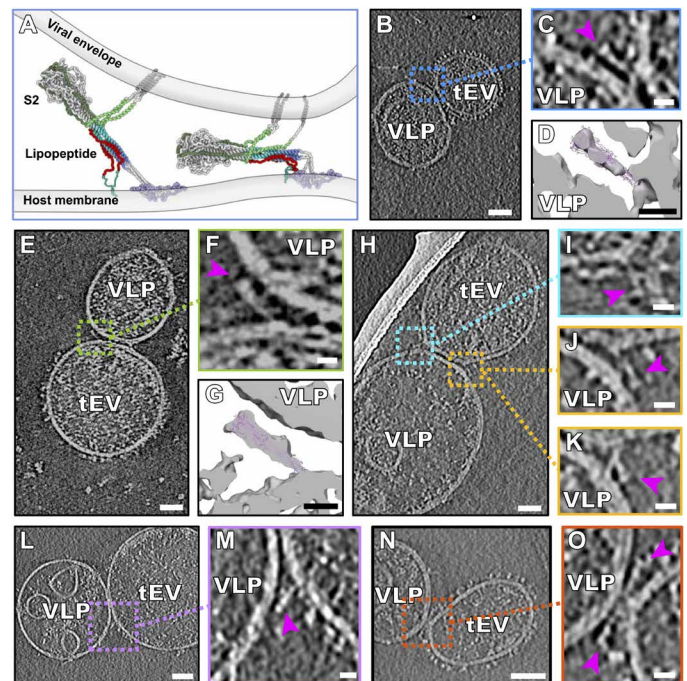 A
Viral envelope
S2
Lipopeptide
Host membrane
B
tEV
VLP
C
VLP
D
VLP
E
VLP
tEV
F
VLP
G
VLP
H
tEV
VLP
I
J
VLP
K
VLP
L
tEV
VLP
M
VLP
N
VLP
tEV
O
VLP